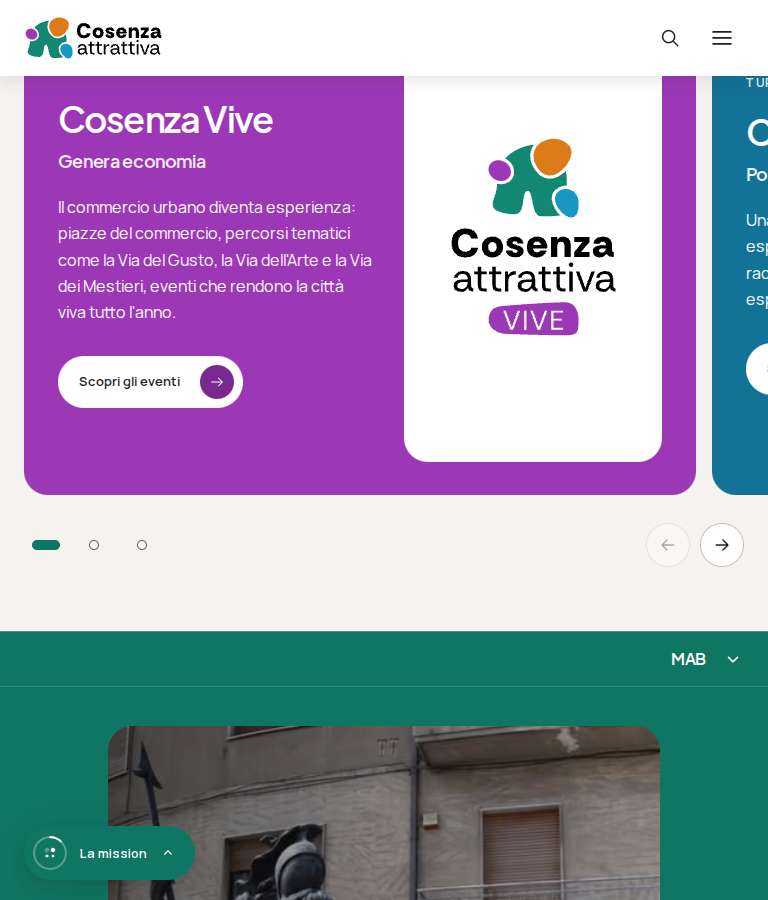 Cosenza
attrattiva
Cosenza Vive
Genera economia
Il commercio urbano diventa esperienza:
piazze del commercio, percorsi tematici
come la Via del Gusto, la Via dell'Arte e la Via
dei Mestieri, eventi che rendono la città
viva tutto l'anno.
Scopri gli eventi
Cosenza
attrattiva
VIVE
MAB
La mission